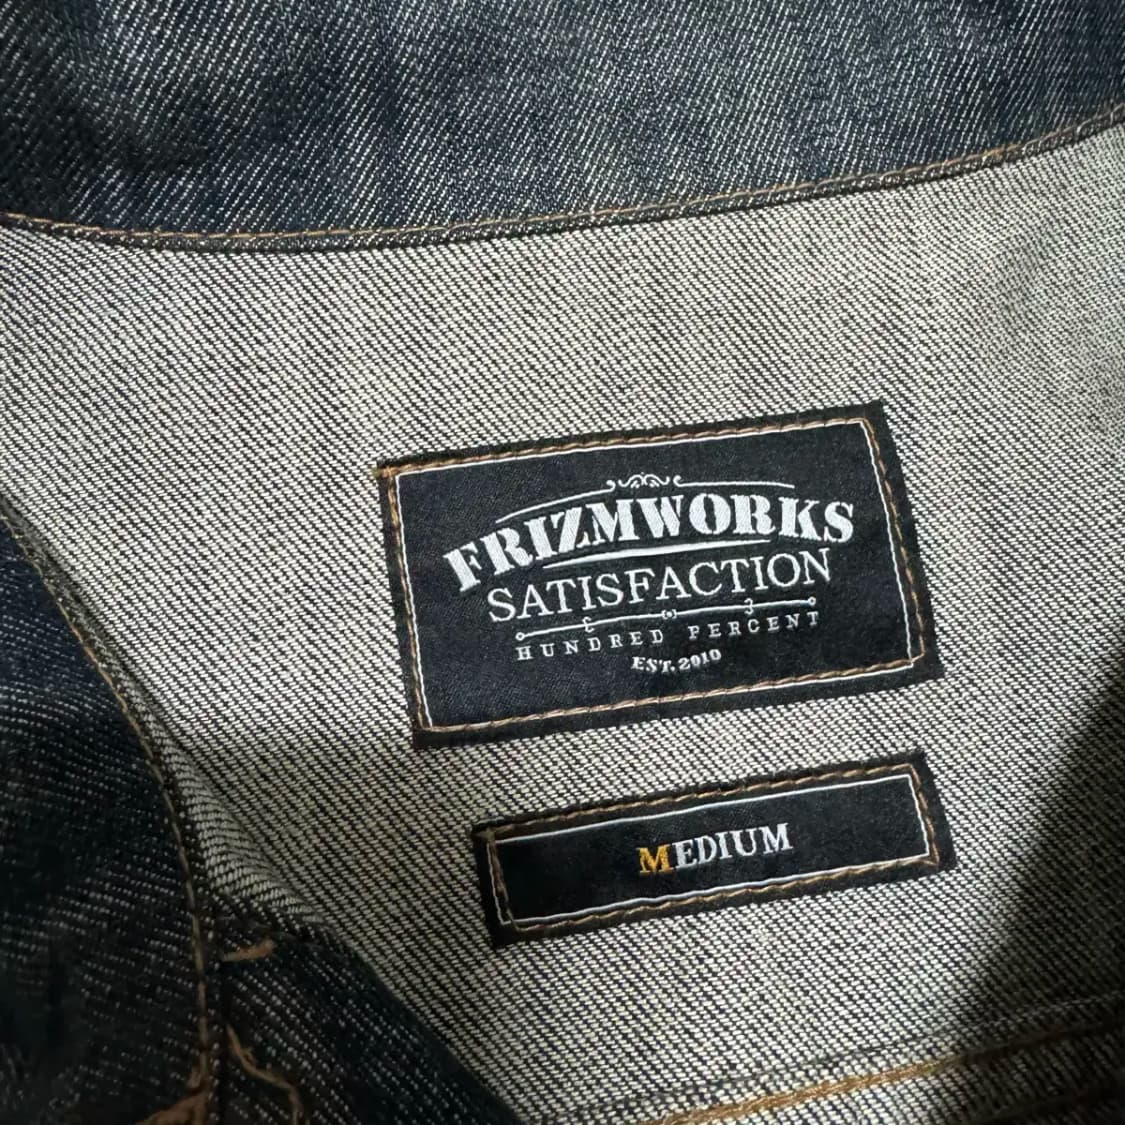 FRIZMWORKS
SATISFACTION
HUNDRED PERCENT
EST. 2010
MEDIUM